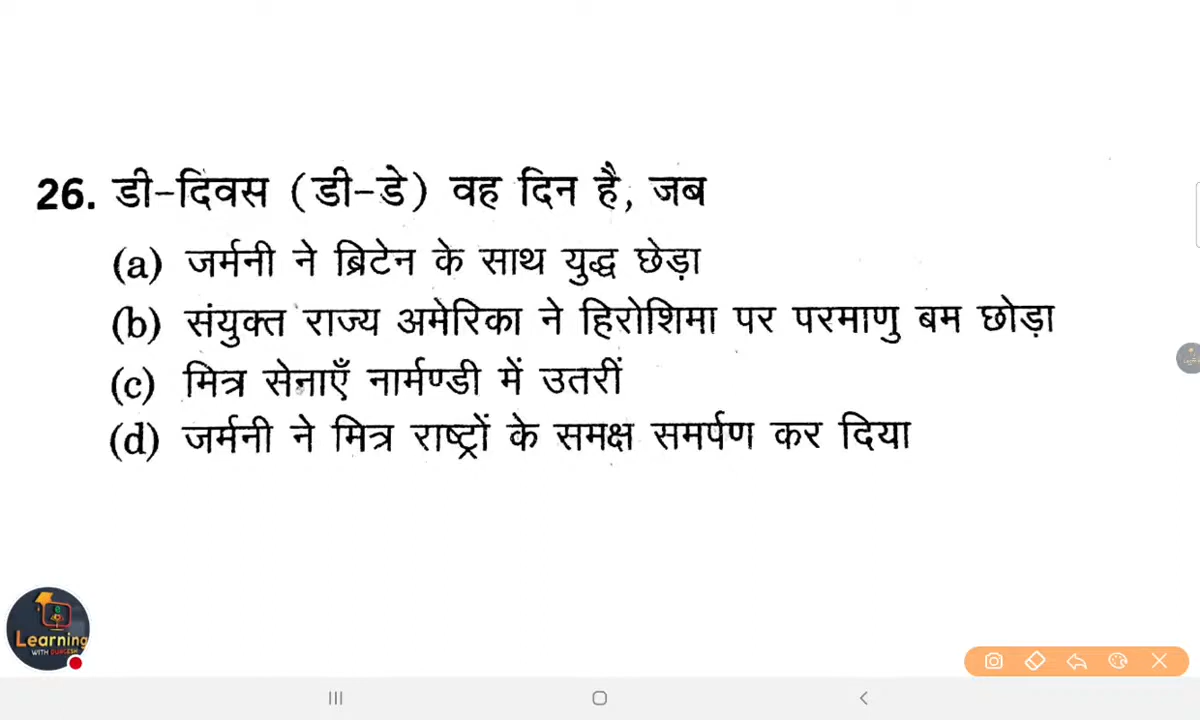 26. डी-दिवस (डी-डे) वह दिन है, जब
(a) जर्मनी ने ब्रिटेन के साथ युद्ध छेड़ा
(b) संयुक्त राज्य अमेरिका ने हिरोशिमा पर परमाणु बम छोड़ा
(c) मित्र सेनाएँ नार्मण्डी में उतरीं
(d) जर्मनी ने मित्र राष्ट्रों के समक्ष समर्पण कर दिया
Learning
WITH